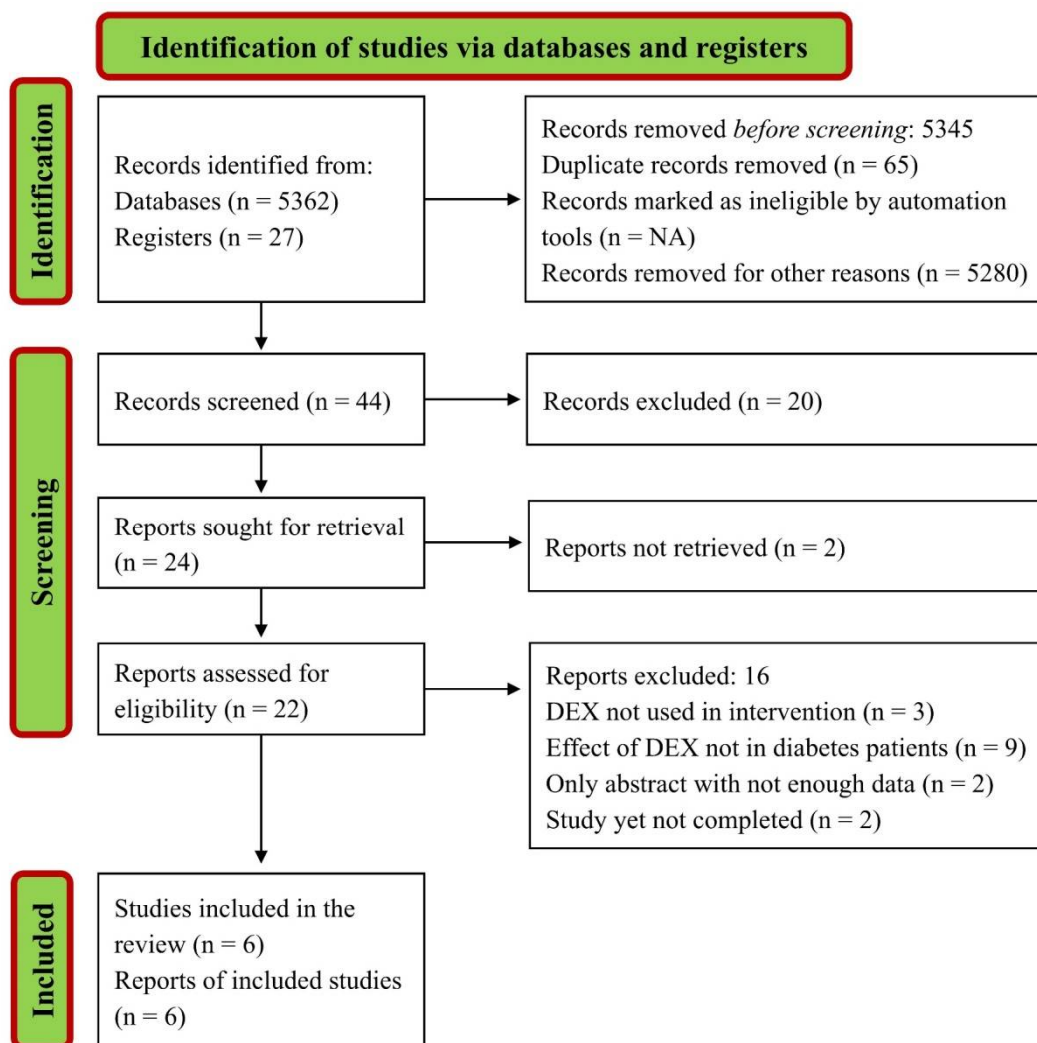 Identification of studies via databases and registers
Identification
Records identified from:
Databases (n = 5362)
Registers (n = 27)
Records removed before screening: 5345
Duplicate records removed (n = 65)
Records marked as ineligible by automation
tools (n = NA)
Records removed for other reasons (n = 5280)
Screening
Records screened (n = 44)
Records excluded (n = 20)
Reports sought for retrieval
(n = 24)
Reports not retrieved (n = 2)
Reports assessed for
eligibility (n = 22)
Reports excluded: 16
DEX not used in intervention (n = 3)
Effect of DEX not in diabetes patients (n = 9)
Only abstract with not enough data (n = 2)
Study yet not completed (n = 2)
Included
Studies included in the
review (n = 6)
Reports of included studies
(n = 6)